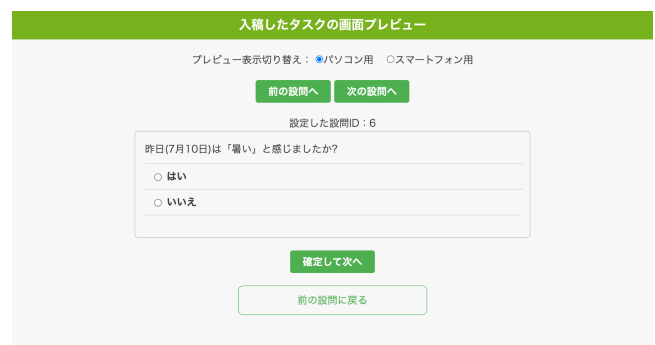 入稿したタスクの画面プレビュー
プレビュー表示切り替え： パソコン用 スマートフォン用
前の設問へ 次の設問へ
設定した設問ID：6
昨日(7月10日)は「暑い」と感じましたか?
はい
いいえ
確定して次へ
前の設問に戻る